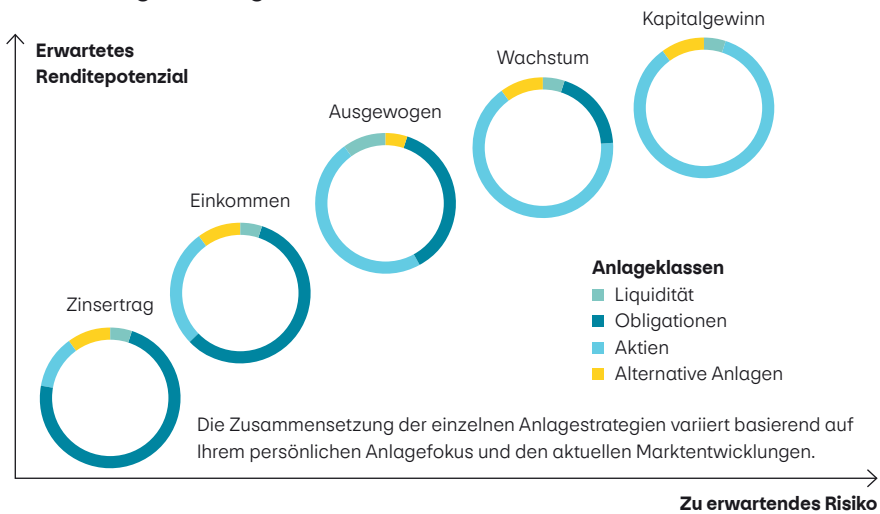 Kapitalgewinn
Erwartetes
Renditepotenzial
Wachstum
Ausgewogen
Einkommen
Zinsertrag
Anlageklassen
Liquidität
Obligationen
Aktien
Alternative Anlagen
Die Zusammensetzung der einzelnen Anlagestrategien variiert basierend auf
Ihrem persönlichen Anlagefokus und den aktuellen Marktentwicklungen.
Zu erwartendes Risiko